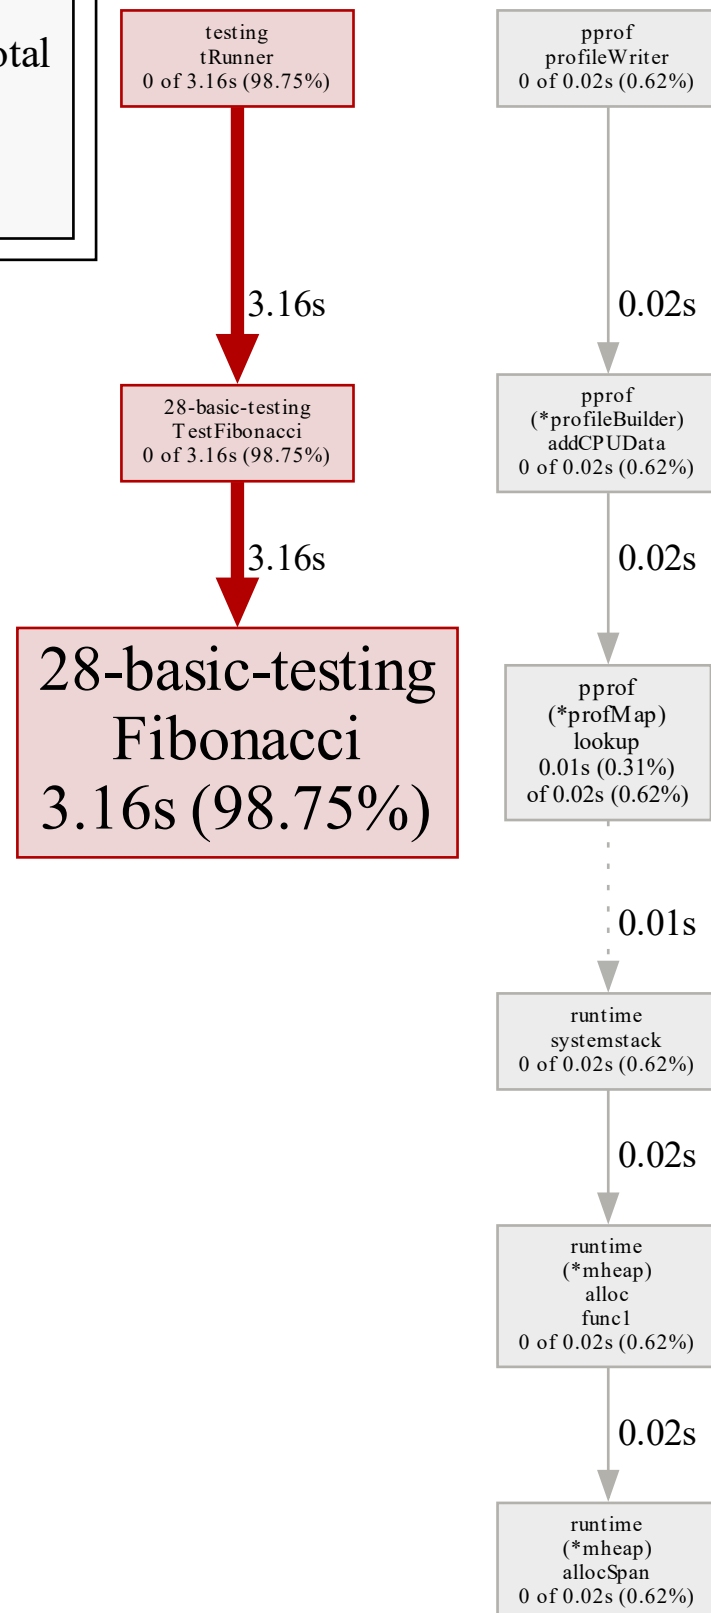 testing
tRunner
0 of 3.16s (98.75%)
3.16s
28-basic-testing
TestFibonacci
0 of 3.16s (98.75%)
3.16s
28-basic-testing
Fibonacci
3.16s (98.75%)
pprof
profileWriter
0 of 0.02s (0.62%)
0.02s
pprof
(*profileBuilder)
addCPUData
0 of 0.02s (0.62%)
0.02s
pprof
(*profMap)
lookup
0.01s (0.31%)
of 0.02s (0.62%)
0.01s
runtime
systemstack
0 of 0.02s (0.62%)
0.02s
runtime
(*mheap)
alloc
func1
0 of 0.02s (0.62%)
0.02s
runtime
(*mheap)
allocSpan
0 of 0.02s (0.62%)